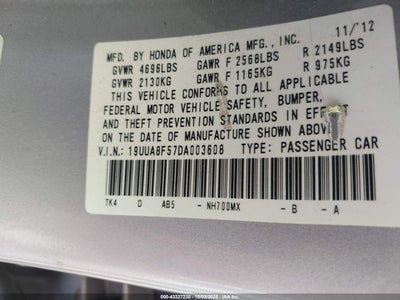 MFD. BY HONDA OF AMERICA MFG., INC. 11/'12
GVWR 4696LBS GAWR F 2568LBS R 2149LBS
GVWR 2130KG GAWR F 1165KG R 975KG
THIS VEHICLE CONFORMS TO ALL APPLICABLE
FEDERAL MOTOR VEHICLE SAFETY, BUMPER,
AND THEFT PREVENTION STANDARDS IN EFFECT
ON THE DATE OF MANUFACTURE SHOWN ABOVE
V.I.N.: 19UUA8F57DA003608 TYPE: PASSENGER CAR
TK4 D AB5 - NH700MX - B - A